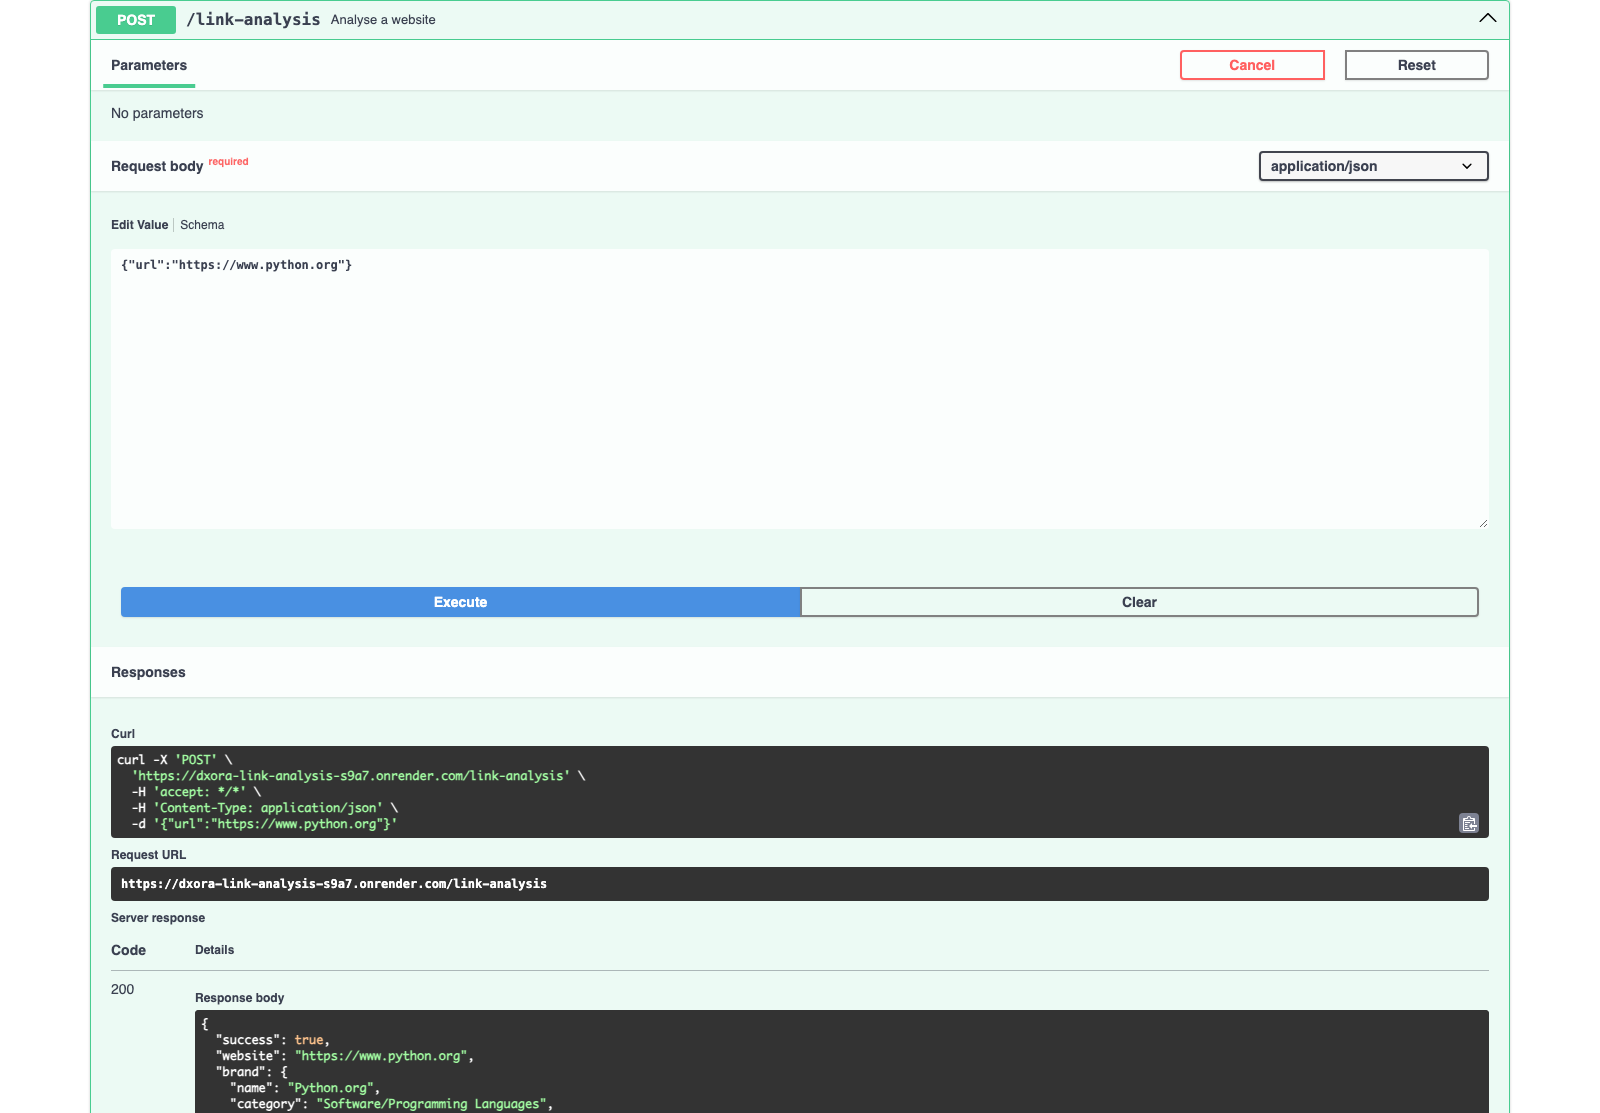 POST /link-analysis Analyse a website
Parameters Cancel Reset
No parameters
Request body required application/json
Edit Value Schema
{"url":"https://www.python.org"}
Execute Clear
Responses
Curl
curl -X 'POST' \
  'https://dxora-link-analysis-s9a7.onrender.com/link-analysis' \
  -H 'accept: */*' \
  -H 'Content-Type: application/json' \
  -d '{"url":"https://www.python.org"}'
Request URL
https://dxora-link-analysis-s9a7.onrender.com/link-analysis
Server response
Code Details
200
Response body
{
  "success": true,
  "website": "https://www.python.org",
  "brand": {
    "name": "Python.org",
    "category": "Software/Programming Languages",